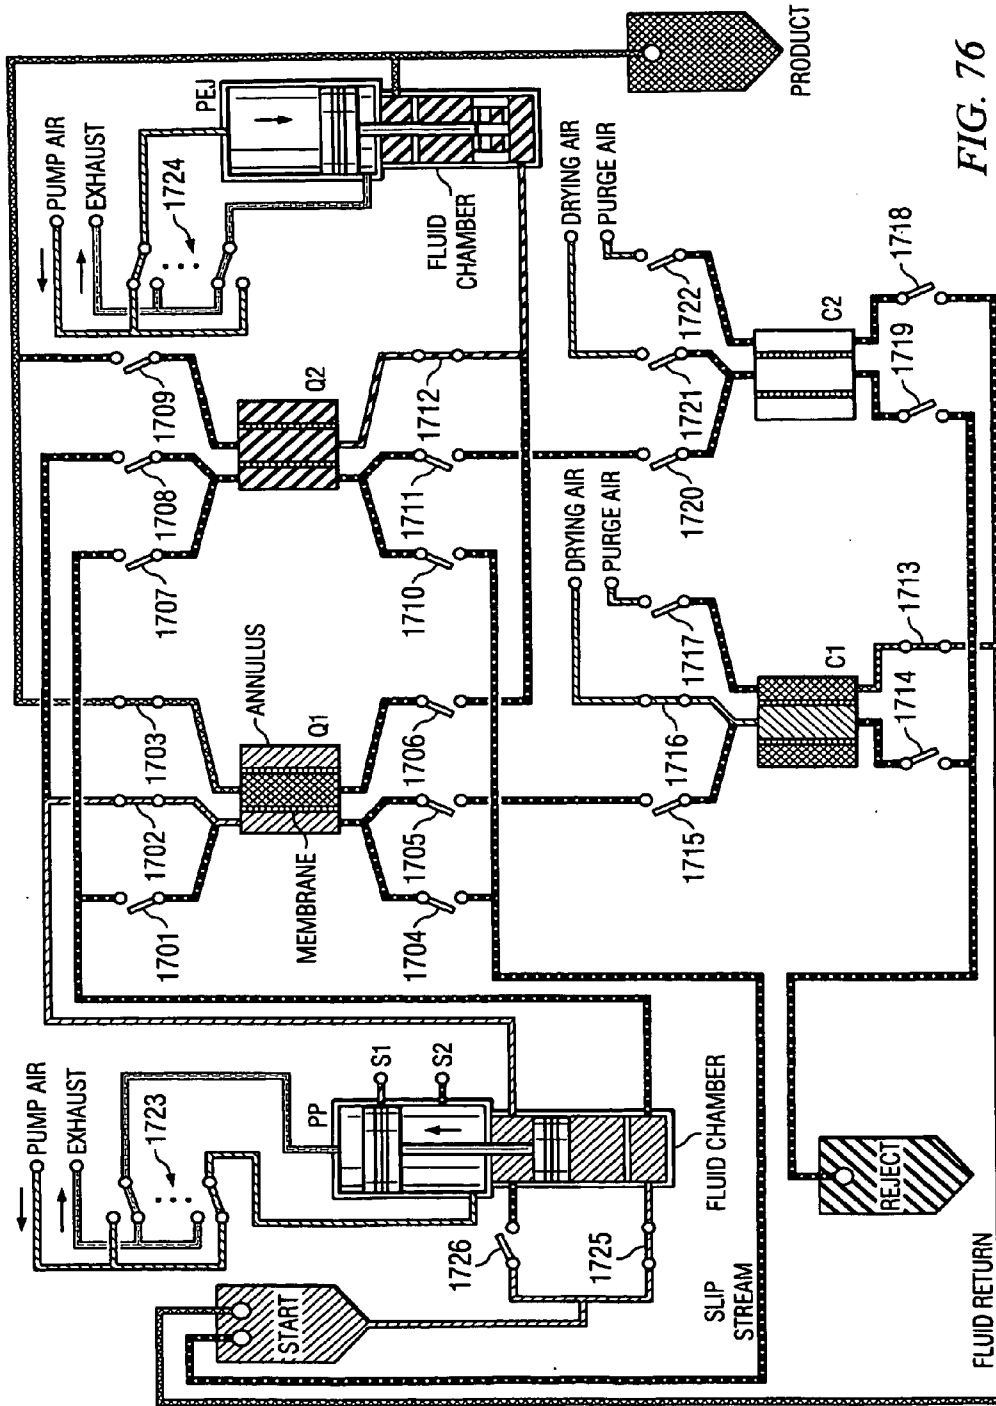 PUMP AIR
EXHAUST
1723
START
PP
S1
S2
1726
1725
FLUID CHAMBER
SLIP
STREAM
REJECT
FLUID RETURN
1701
1702
1703
ANNULUS
MEMBRANE
Q1
1704
1705
1706
1707
1708
1709
Q2
1710
1711
1712
PUMP AIR
EXHAUST
1724
PEJ
FLUID
CHAMBER
PRODUCT
DRYING AIR
PURGE AIR
1715
1716
1717
C1
1714
1713
DRYING AIR
PURGE AIR
1720
1721
1722
C2
1719
1718
FIG. 76